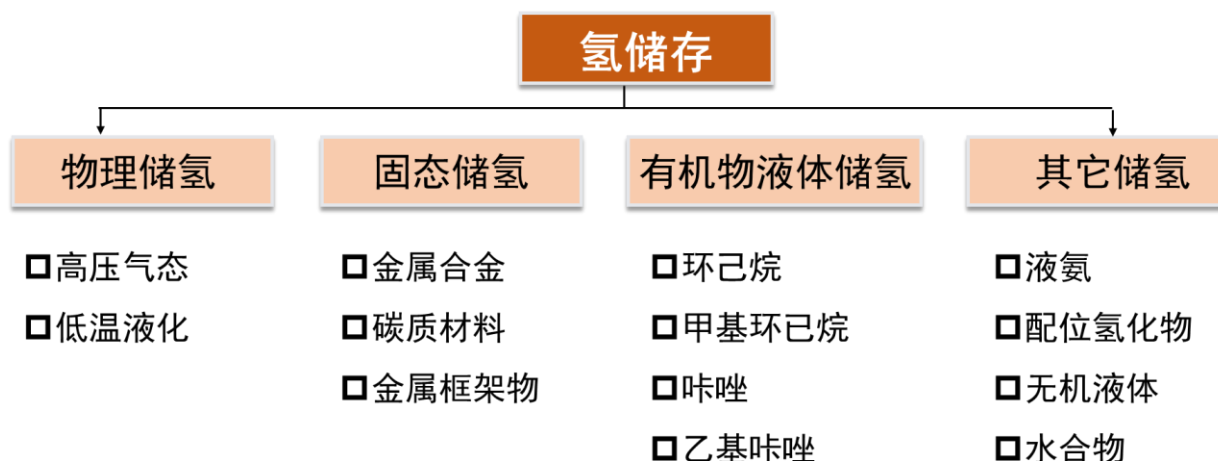 氢储存
物理储氢
高压气态
低温液化
固态储氢
金属合金
碳质材料
金属框架物
有机物液体储氢
环己烷
甲基环已烷
咔唑
乙基咔唑
其它储氢
液氨
配位氢化物
无机液体
水合物